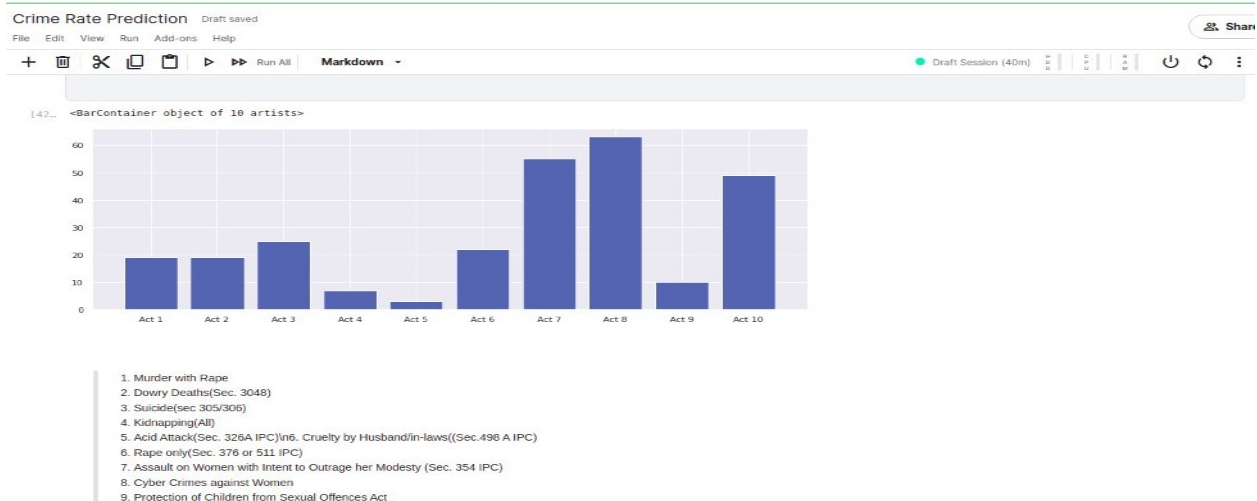 Crime Rate Prediction Draft saved
Share
File Edit View Run Add-ons Help
Run All Markdown Draft Session (40m) HDD CPU RAM
[42…
<BarContainer object of 10 artists>
60
50
40
30
20
10
0
Act 1 Act 2 Act 3 Act 4 Act 5 Act 6 Act 7 Act 8 Act 9 Act 10
1. Murder with Rape
2. Dowry Deaths(Sec. 3048)
3. Suicide(sec 305/306)
4. Kidnapping(All)
5. Acid Attack(Sec. 326A IPC)\n6. Cruelty by Husband/in-laws((Sec.498 A IPC)
6. Rape only(Sec. 376 or 511 IPC)
7. Assault on Women with Intent to Outrage her Modesty (Sec. 354 IPC)
8. Cyber Crimes against Women
9. Protection of Children from Sexual Offences Act